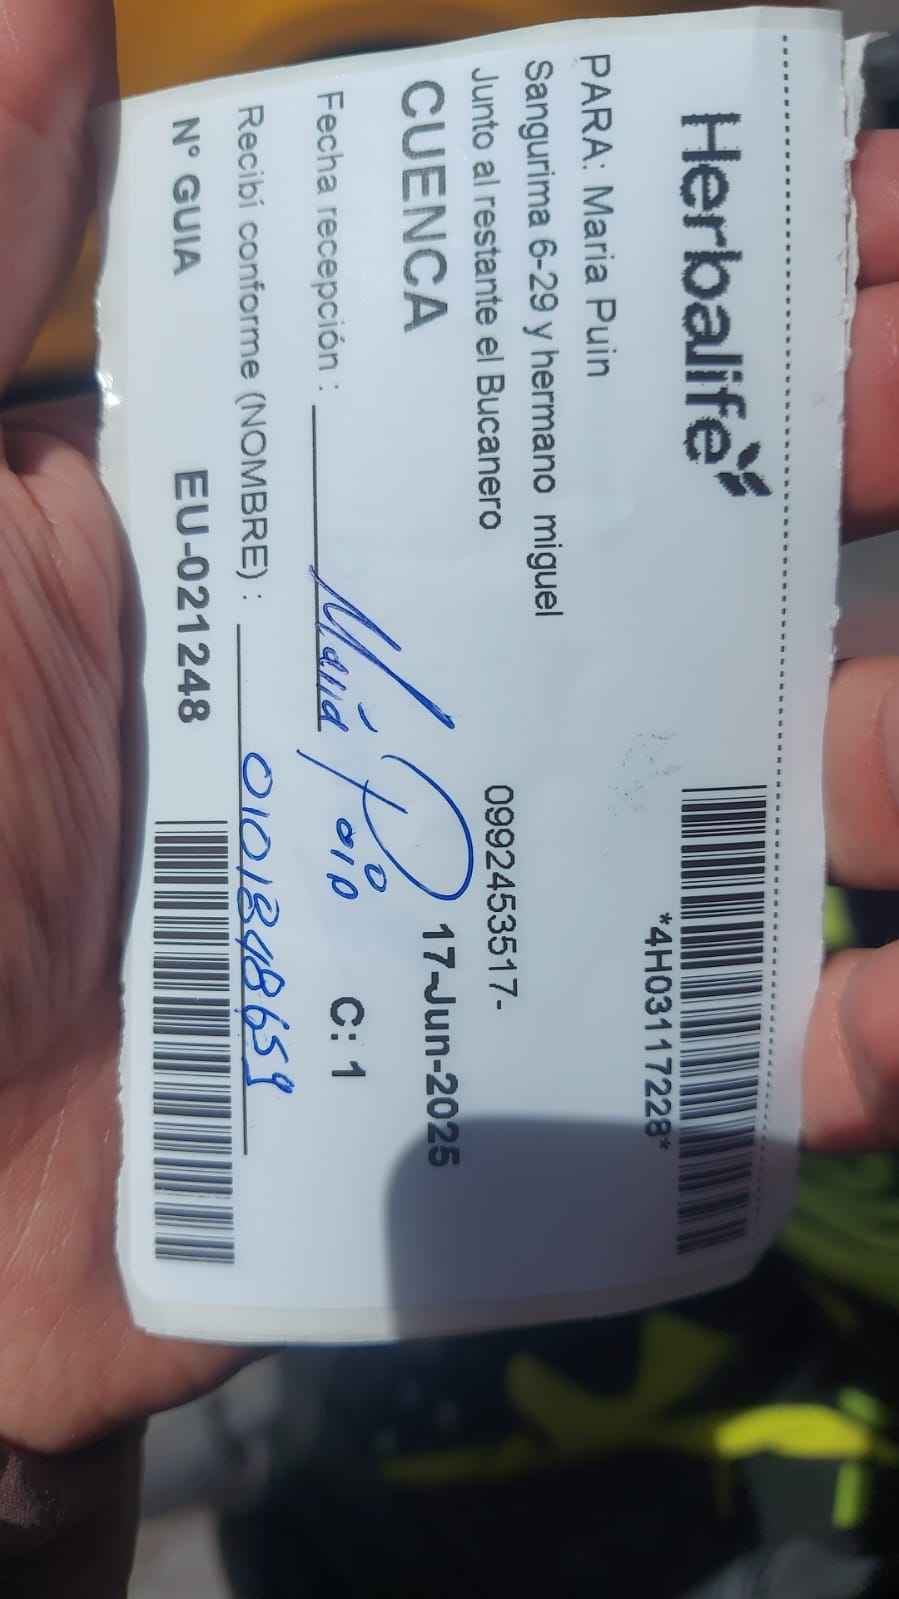 Herbalife
*4H03117228*
PARA: Maria Puin
Sangurima 6-29 y hermano miguel
Junto al restante el Bucanero
0992453517-
CUENCA
17-Jun-2025
Fecha recepción : María
C: 1
Recibí conforme (NOMBRE) : 0101848659
N° GUIA EU-021248